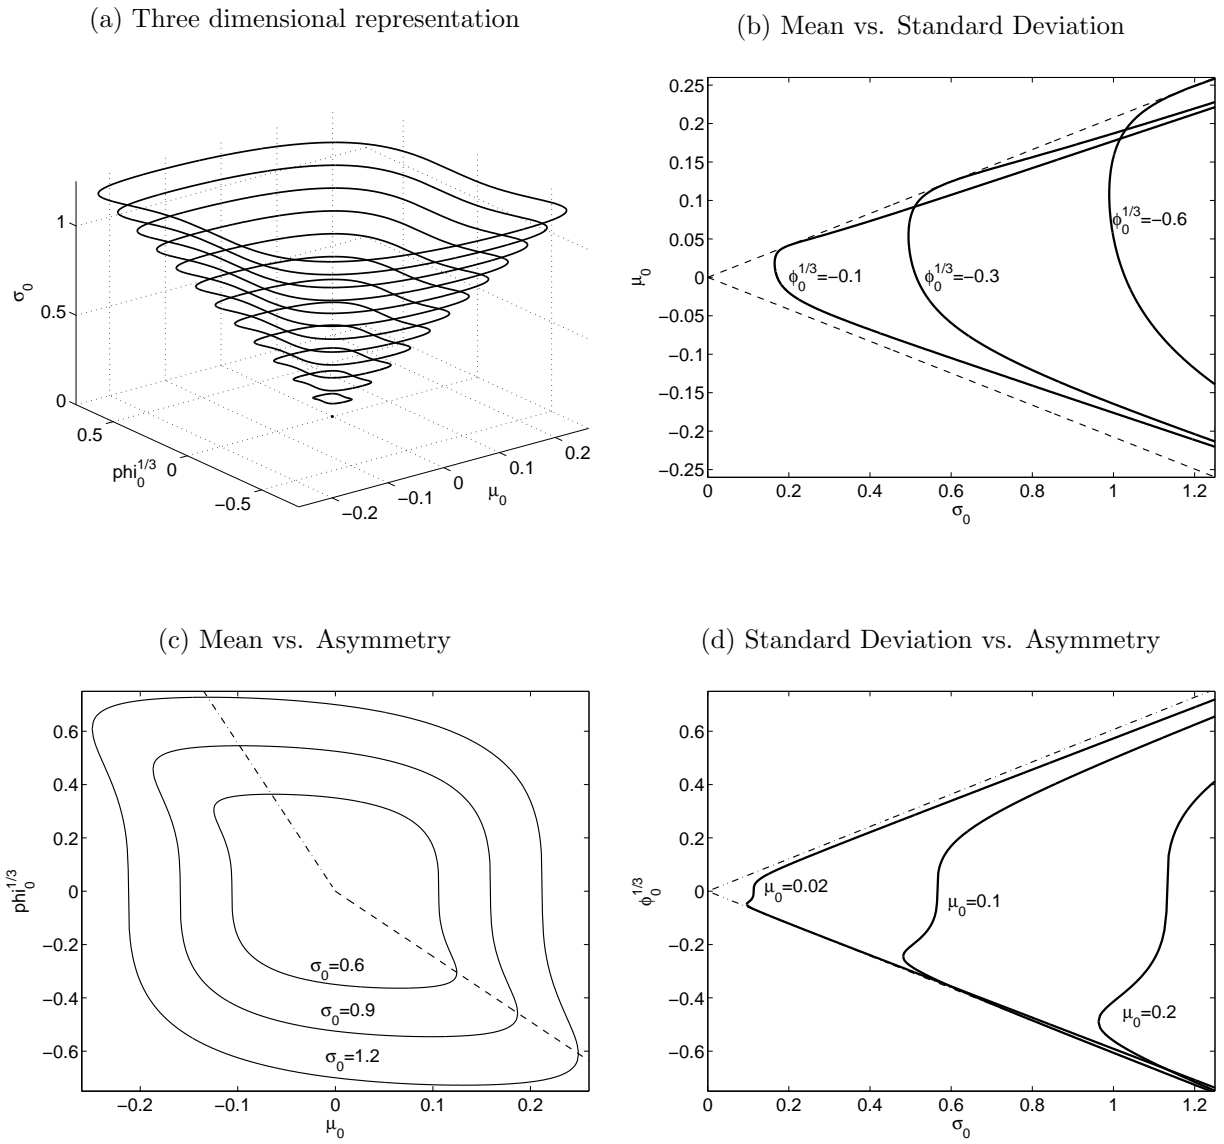 (a) Three dimensional representation
σ₀
1
0.5
0
0.5
0
−0.5
phi₀^1/3
−0.2
−0.1
0
0.1
0.2
μ₀
(b) Mean vs. Standard Deviation
μ₀
0.25
0.2
0.15
0.1
0.05
0
−0.05
−0.1
−0.15
−0.2
−0.25
ϕ₀^1/3=−0.1
ϕ₀^1/3=−0.3
ϕ₀^1/3=−0.6
0
0.2
0.4
0.6
0.8
1
1.2
σ₀
(c) Mean vs. Asymmetry
phi₀^1/3
0.6
0.4
0.2
0
−0.2
−0.4
−0.6
σ₀=0.6
σ₀=0.9
σ₀=1.2
−0.2
−0.1
0
0.1
0.2
μ₀
(d) Standard Deviation vs. Asymmetry
ϕ₀^1/3
0.6
0.4
0.2
0
−0.2
−0.4
−0.6
μ₀=0.02
μ₀=0.1
μ₀=0.2
0
0.2
0.4
0.6
0.8
1
1.2
σ₀